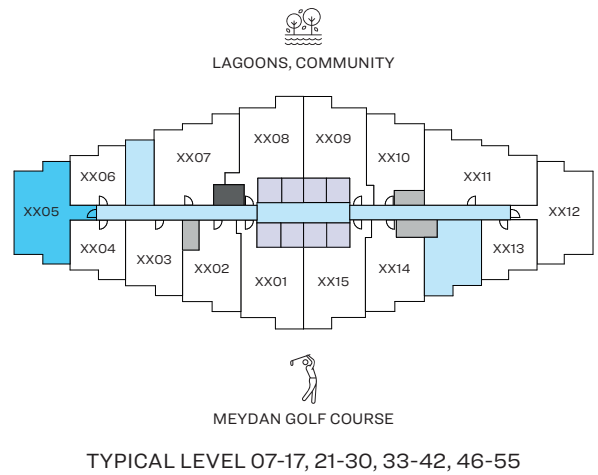 LAGOONS, COMMUNITY
XX08
XX09
XX07
XX10
XX06
XX11
XX05
XX12
XX04
XX03
XX02
XX01
XX15
XX14
XX13
MEYDAN GOLF COURSE
TYPICAL LEVEL 07-17, 21-30, 33-42, 46-55